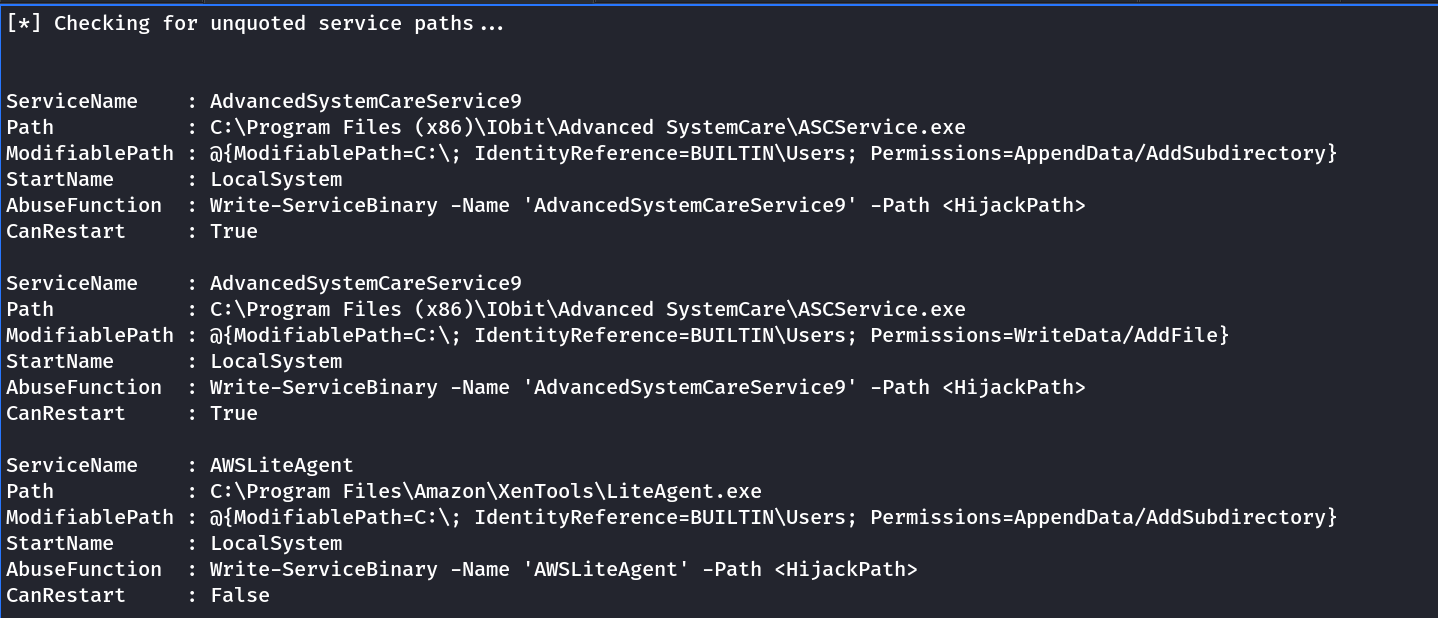 [*] Checking for unquoted service paths...
ServiceName    : AdvancedSystemCareService9
Path           : C:\Program Files (x86)\IObit\Advanced SystemCare\ASCService.exe
ModifiablePath : @{ModifiablePath=C:\; IdentityReference=BUILTIN\Users; Permissions=AppendData/AddSubdirectory}
StartName      : LocalSystem
AbuseFunction  : Write-ServiceBinary -Name 'AdvancedSystemCareService9' -Path <HijackPath>
CanRestart     : True
ServiceName    : AdvancedSystemCareService9
Path           : C:\Program Files (x86)\IObit\Advanced SystemCare\ASCService.exe
ModifiablePath : @{ModifiablePath=C:\; IdentityReference=BUILTIN\Users; Permissions=WriteData/AddFile}
StartName      : LocalSystem
AbuseFunction  : Write-ServiceBinary -Name 'AdvancedSystemCareService9' -Path <HijackPath>
CanRestart     : True
ServiceName    : AWSLiteAgent
Path           : C:\Program Files\Amazon\XenTools\LiteAgent.exe
ModifiablePath : @{ModifiablePath=C:\; IdentityReference=BUILTIN\Users; Permissions=AppendData/AddSubdirectory}
StartName      : LocalSystem
AbuseFunction  : Write-ServiceBinary -Name 'AWSLiteAgent' -Path <HijackPath>
CanRestart     : False